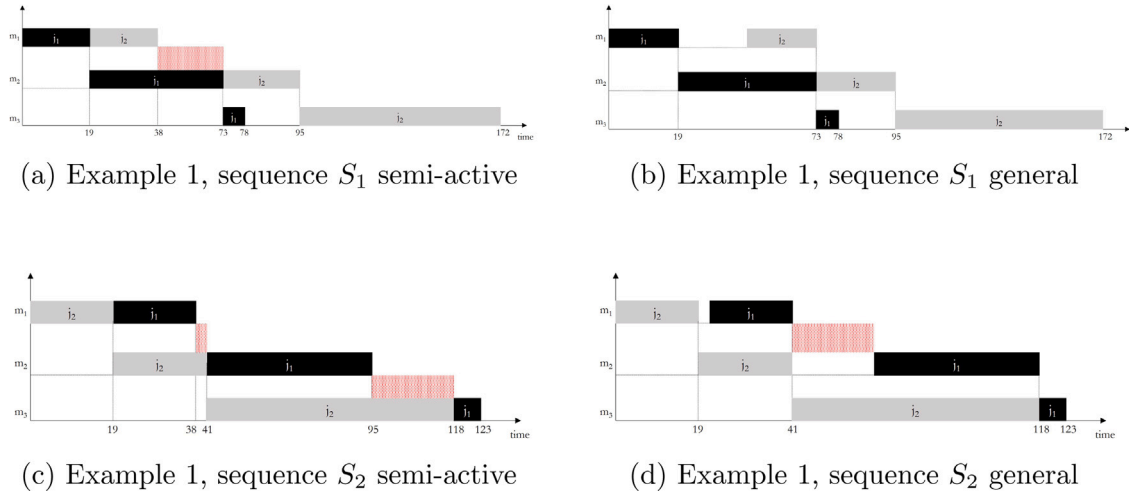 m₁ j₁ j₂
m₂ j₁ j₂
m₃ j₁ j₂
19 38 73 78 95 172
time
(a) Example 1, sequence S₁ semi-active
m₁ j₁ j₂
m₂ j₁ j₂
m₃ j₁ j₂
19 73 78 95 172
time
(b) Example 1, sequence S₁ general
m₁ j₂ j₁
m₂ j₂ j₁
m₃ j₂ j₁
19 38 41 95 118 123 time
(c) Example 1, sequence S₂ semi-active
m₁ j₂ j₁
m₂ j₂ j₁
m₃ j₂ j₁
19 41 118 123 time
(d) Example 1, sequence S₂ general